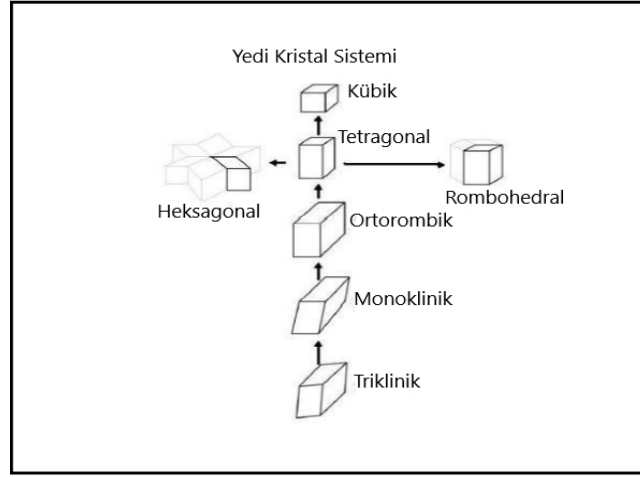 Yedi Kristal Sistemi
Kübik
Tetragonal
Heksagonal
Rombohedral
Ortorombik
Monoklinik
Triklinik